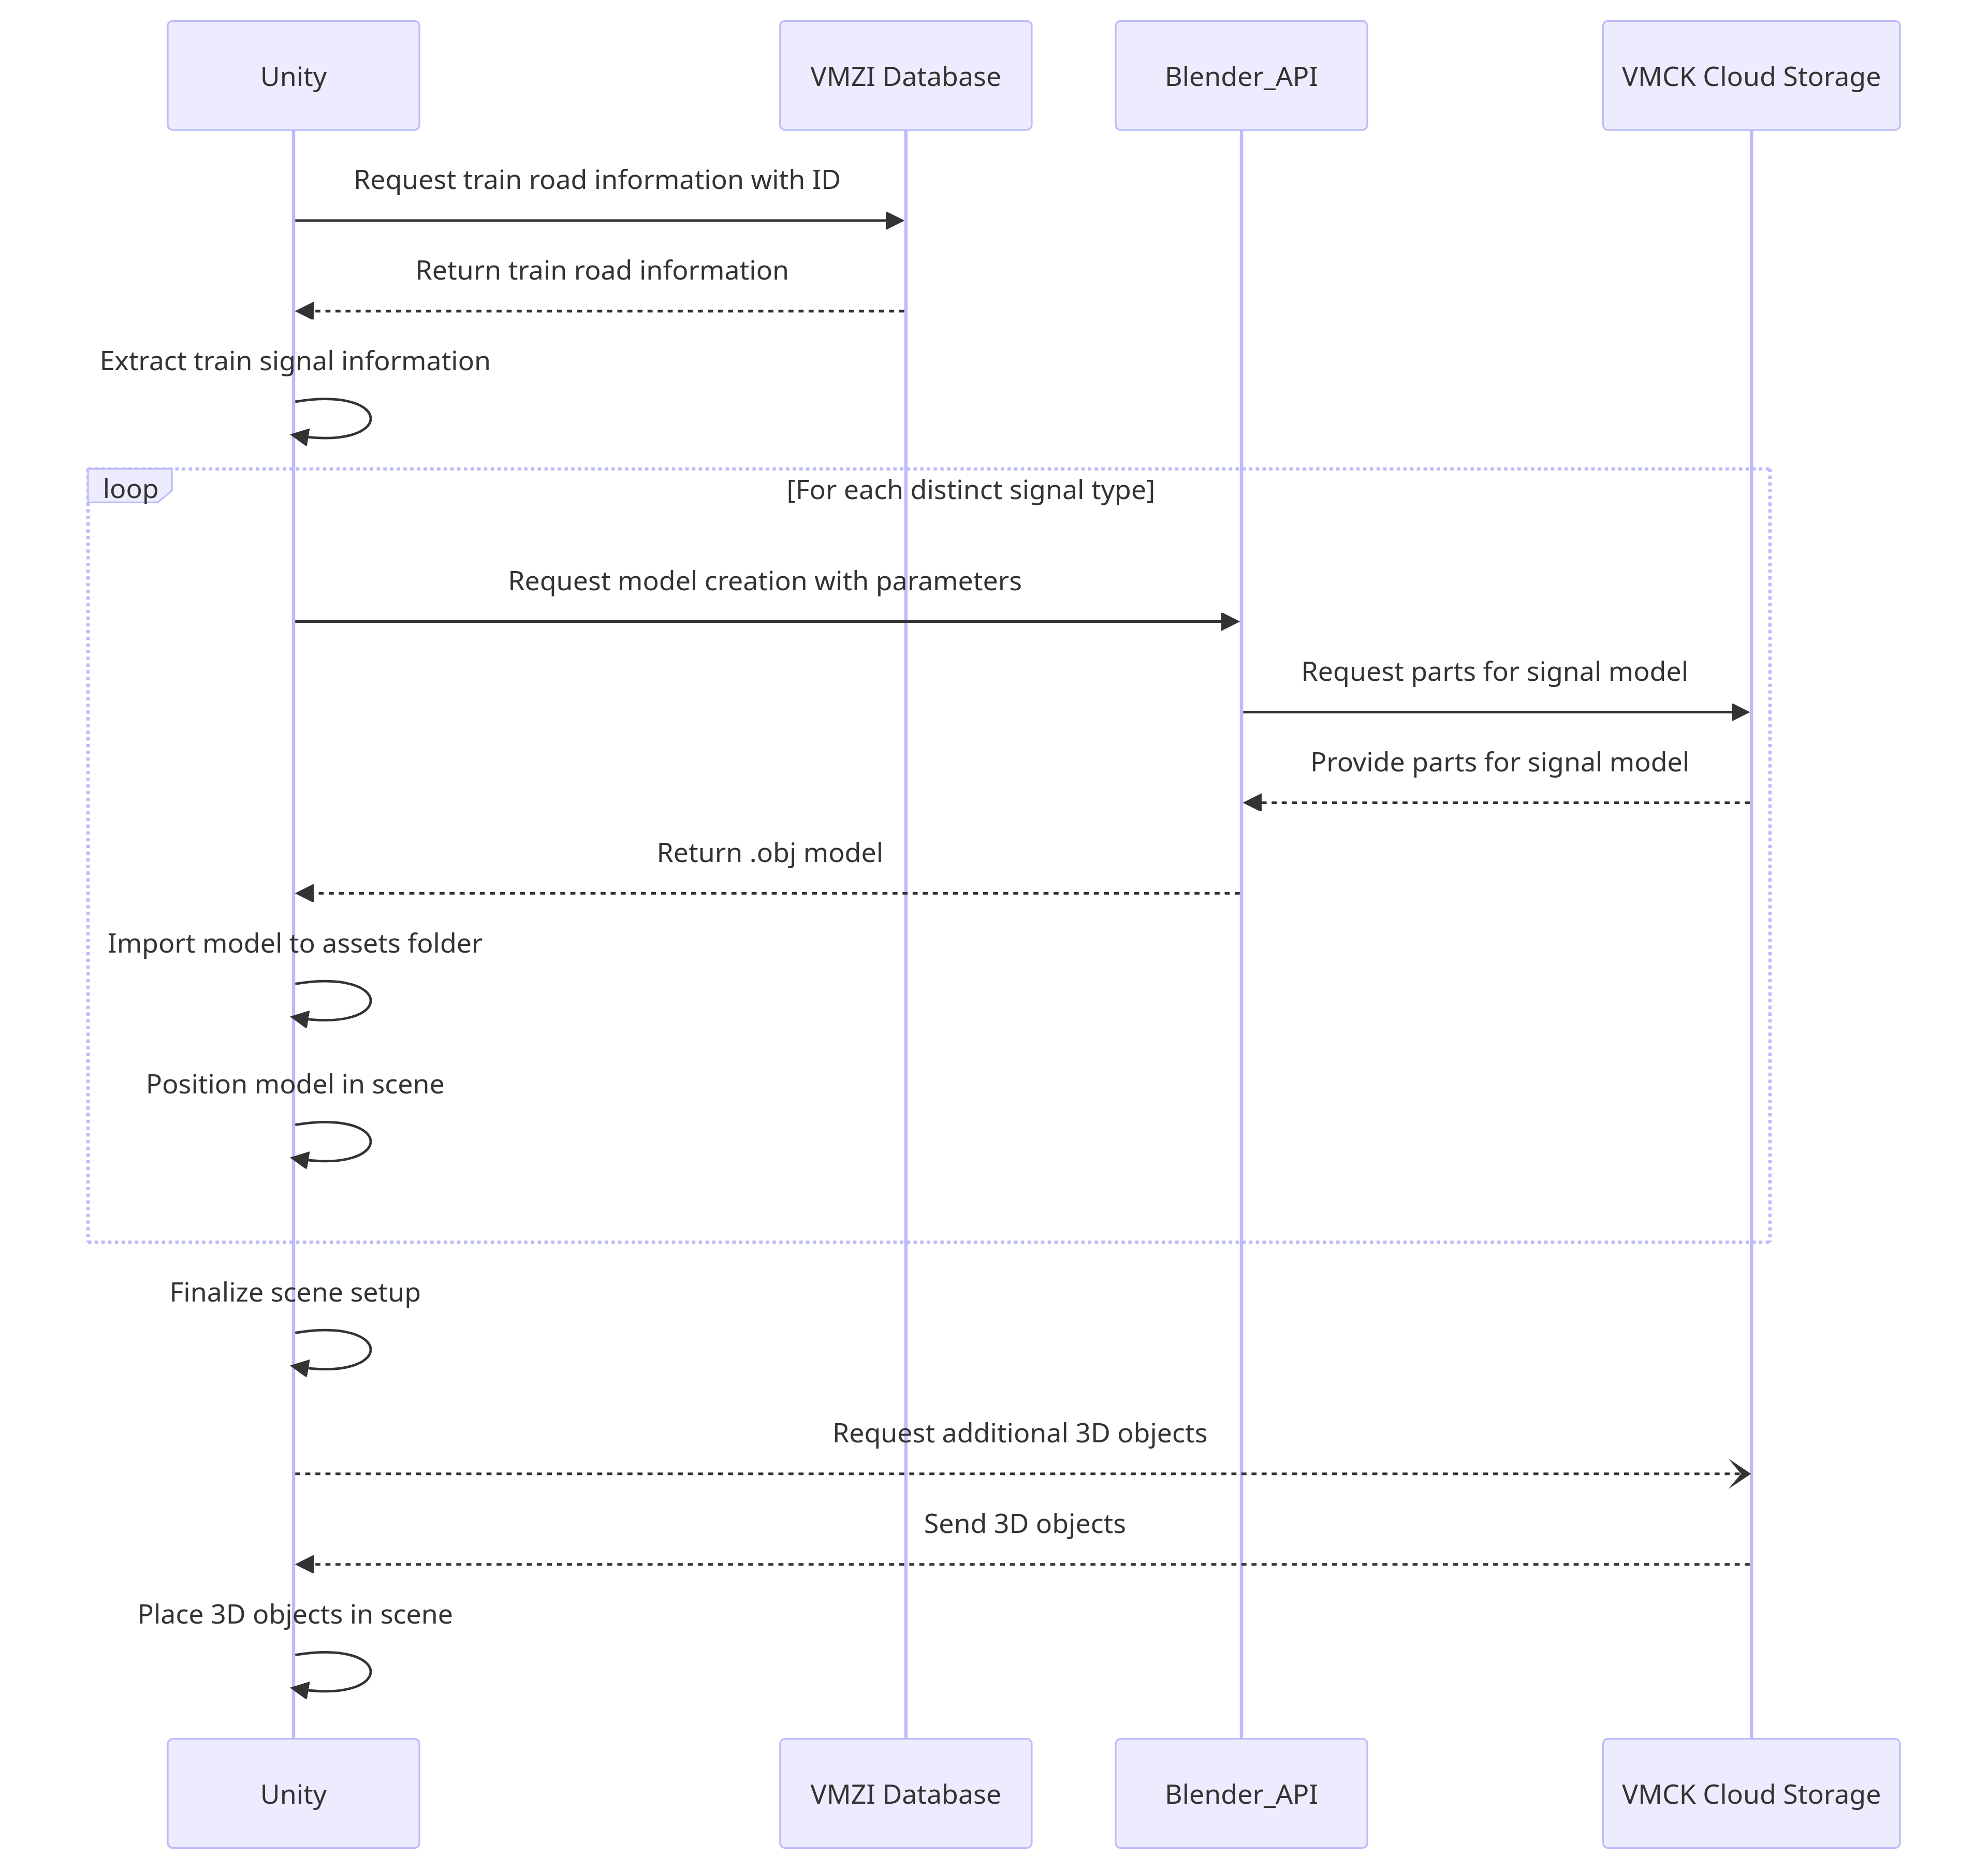 Unity
VMZI Database
Blender_API
VMCK Cloud Storage
Request train road information with ID
Return train road information
Extract train signal information
loop
[For each distinct signal type]
Request model creation with parameters
Request parts for signal model
Provide parts for signal model
Return .obj model
Import model to assets folder
Position model in scene
Finalize scene setup
Request additional 3D objects
Send 3D objects
Place 3D objects in scene
Unity
VMZI Database
Blender_API
VMCK Cloud Storage